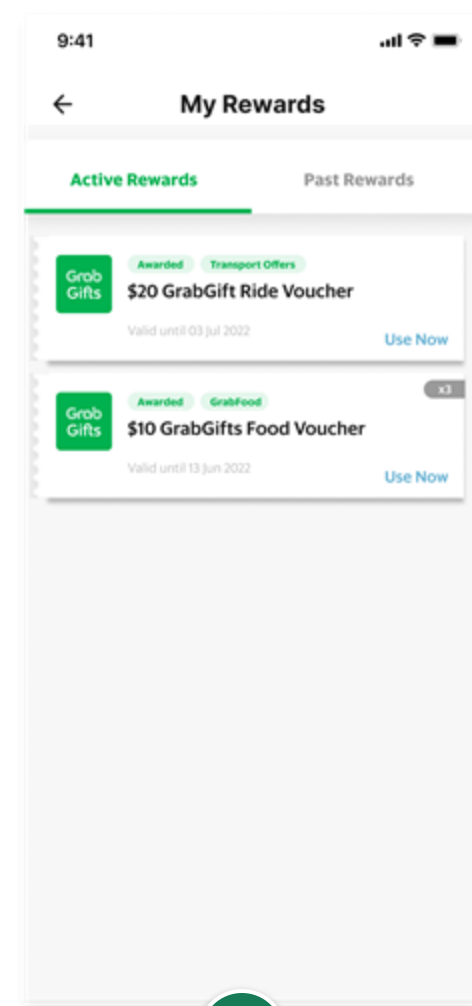 9:41
My Rewards
Active Rewards
Past Rewards
Grab
Gifts
Awarded
Transport Offers
$20 GrabGift Ride Voucher
Valid until 03 Jul 2022
Use Now
x3
Grab
Gifts
Awarded
GrabFood
$10 GrabGifts Food Voucher
Valid until 13 Jun 2022
Use Now